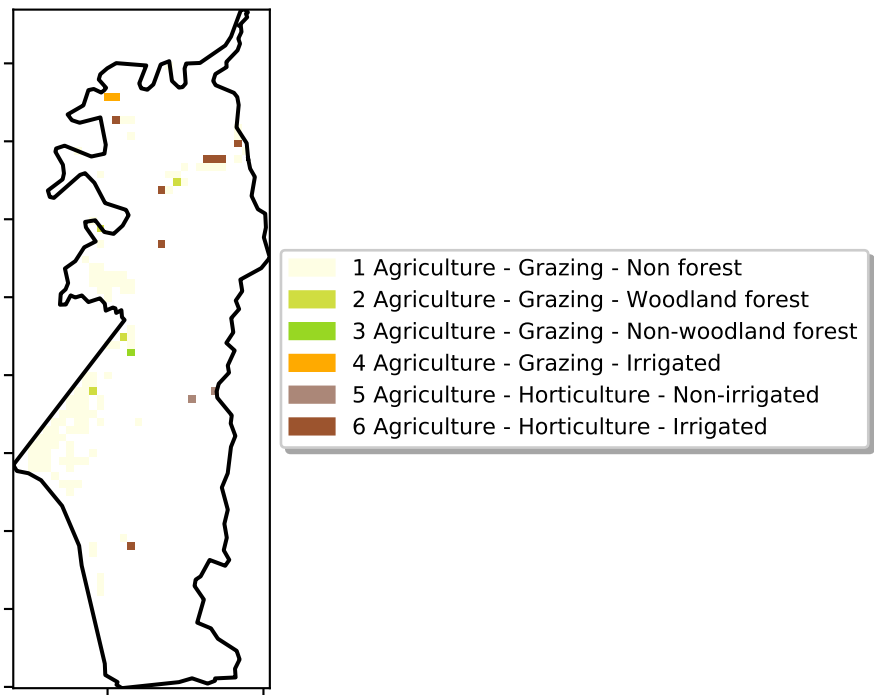 1 Agriculture - Grazing - Non forest
2 Agriculture - Grazing - Woodland forest
3 Agriculture - Grazing - Non-woodland forest
4 Agriculture - Grazing - Irrigated
5 Agriculture - Horticulture - Non-irrigated
6 Agriculture - Horticulture - Irrigated